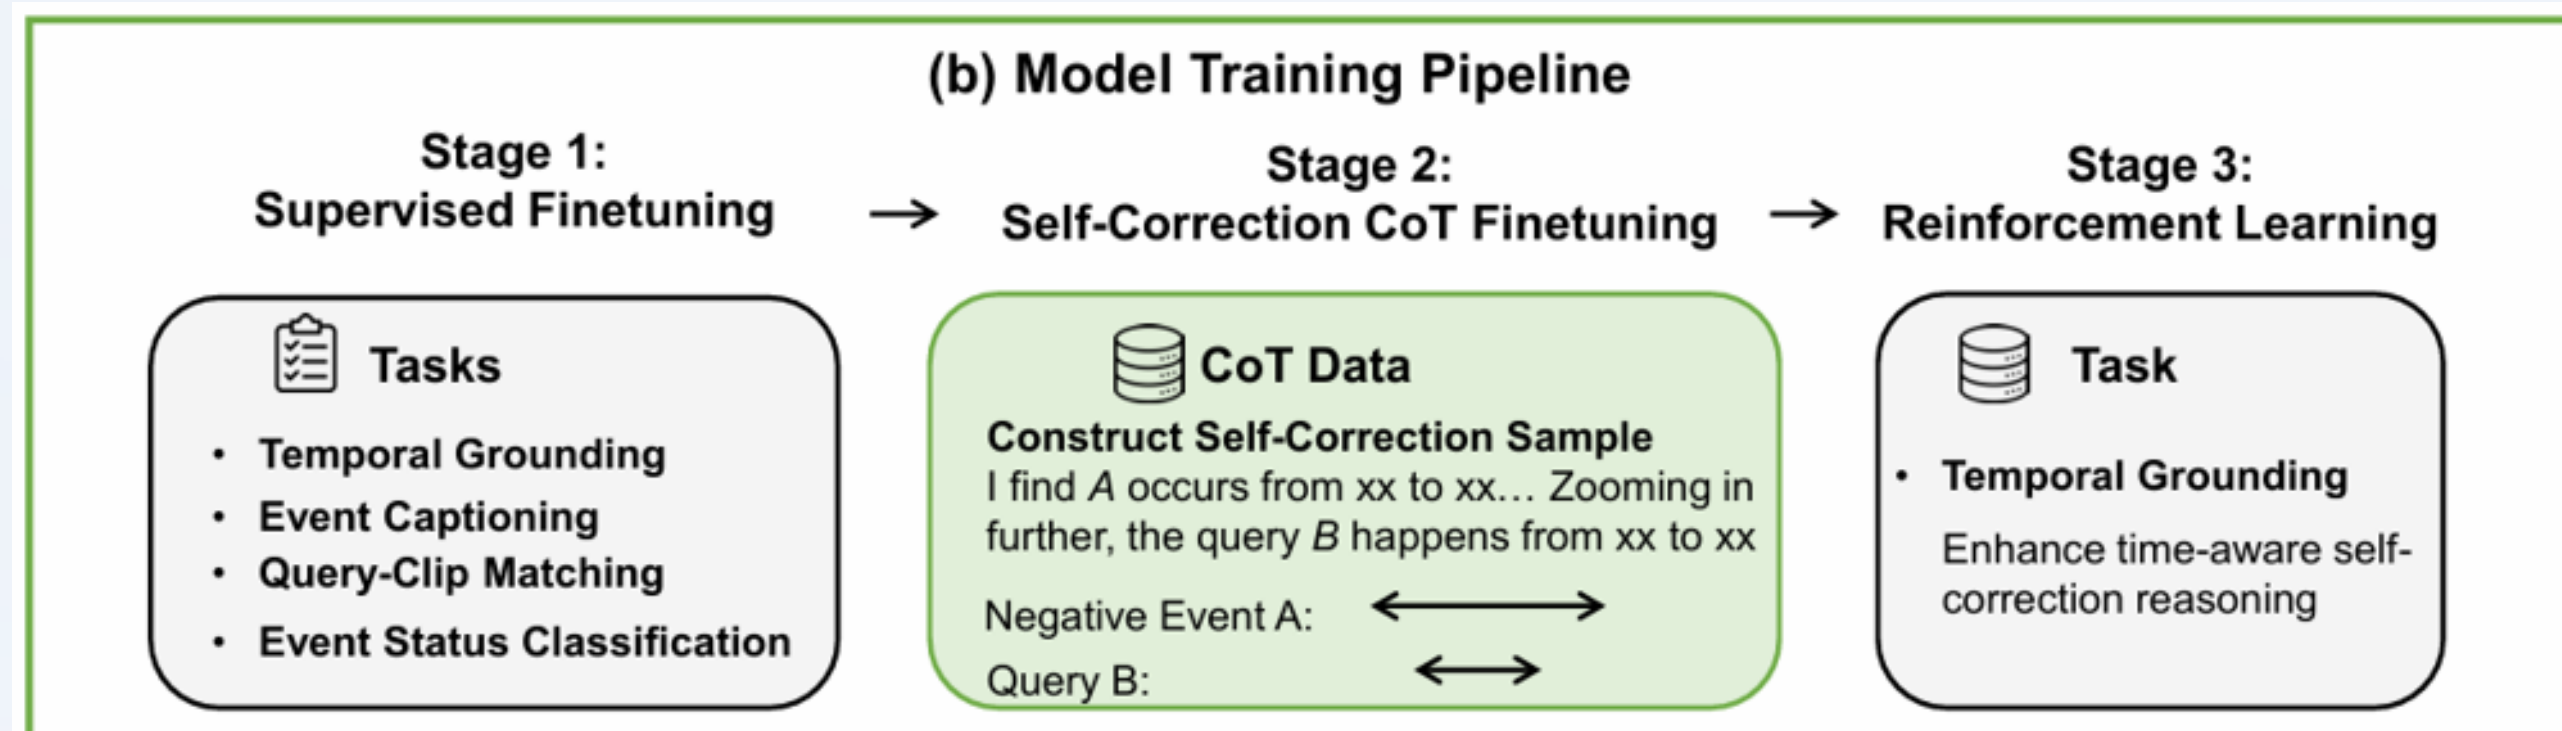 (b) Model Training Pipeline
Stage 1:
Supervised Finetuning
→
Stage 2:
Self-Correction CoT Finetuning
→
Stage 3:
Reinforcement Learning
Tasks
• Temporal Grounding
• Event Captioning
• Query-Clip Matching
• Event Status Classification
CoT Data
Construct Self-Correction Sample
I find A occurs from xx to xx... Zooming in
further, the query B happens from xx to xx
Negative Event A:
Query B:
Task
• Temporal Grounding
Enhance time-aware self-
correction reasoning